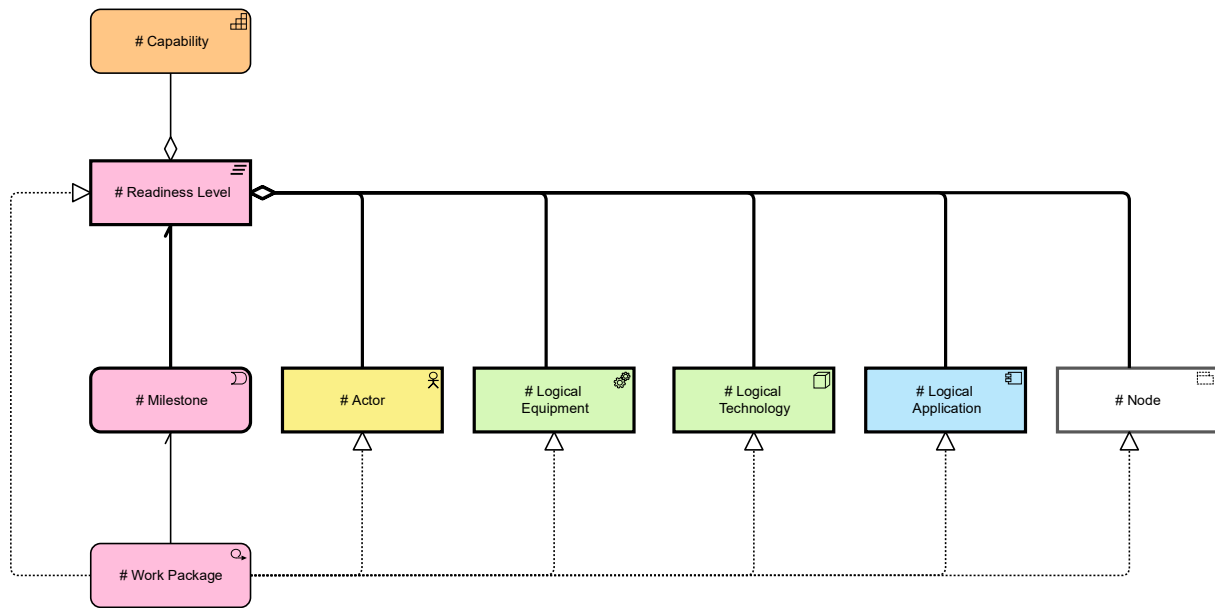 # Capability
# Readiness Level
# Milestone
# Actor
# Logical
Equipment
# Logical
Technology
# Logical
Application
# Node
# Work Package